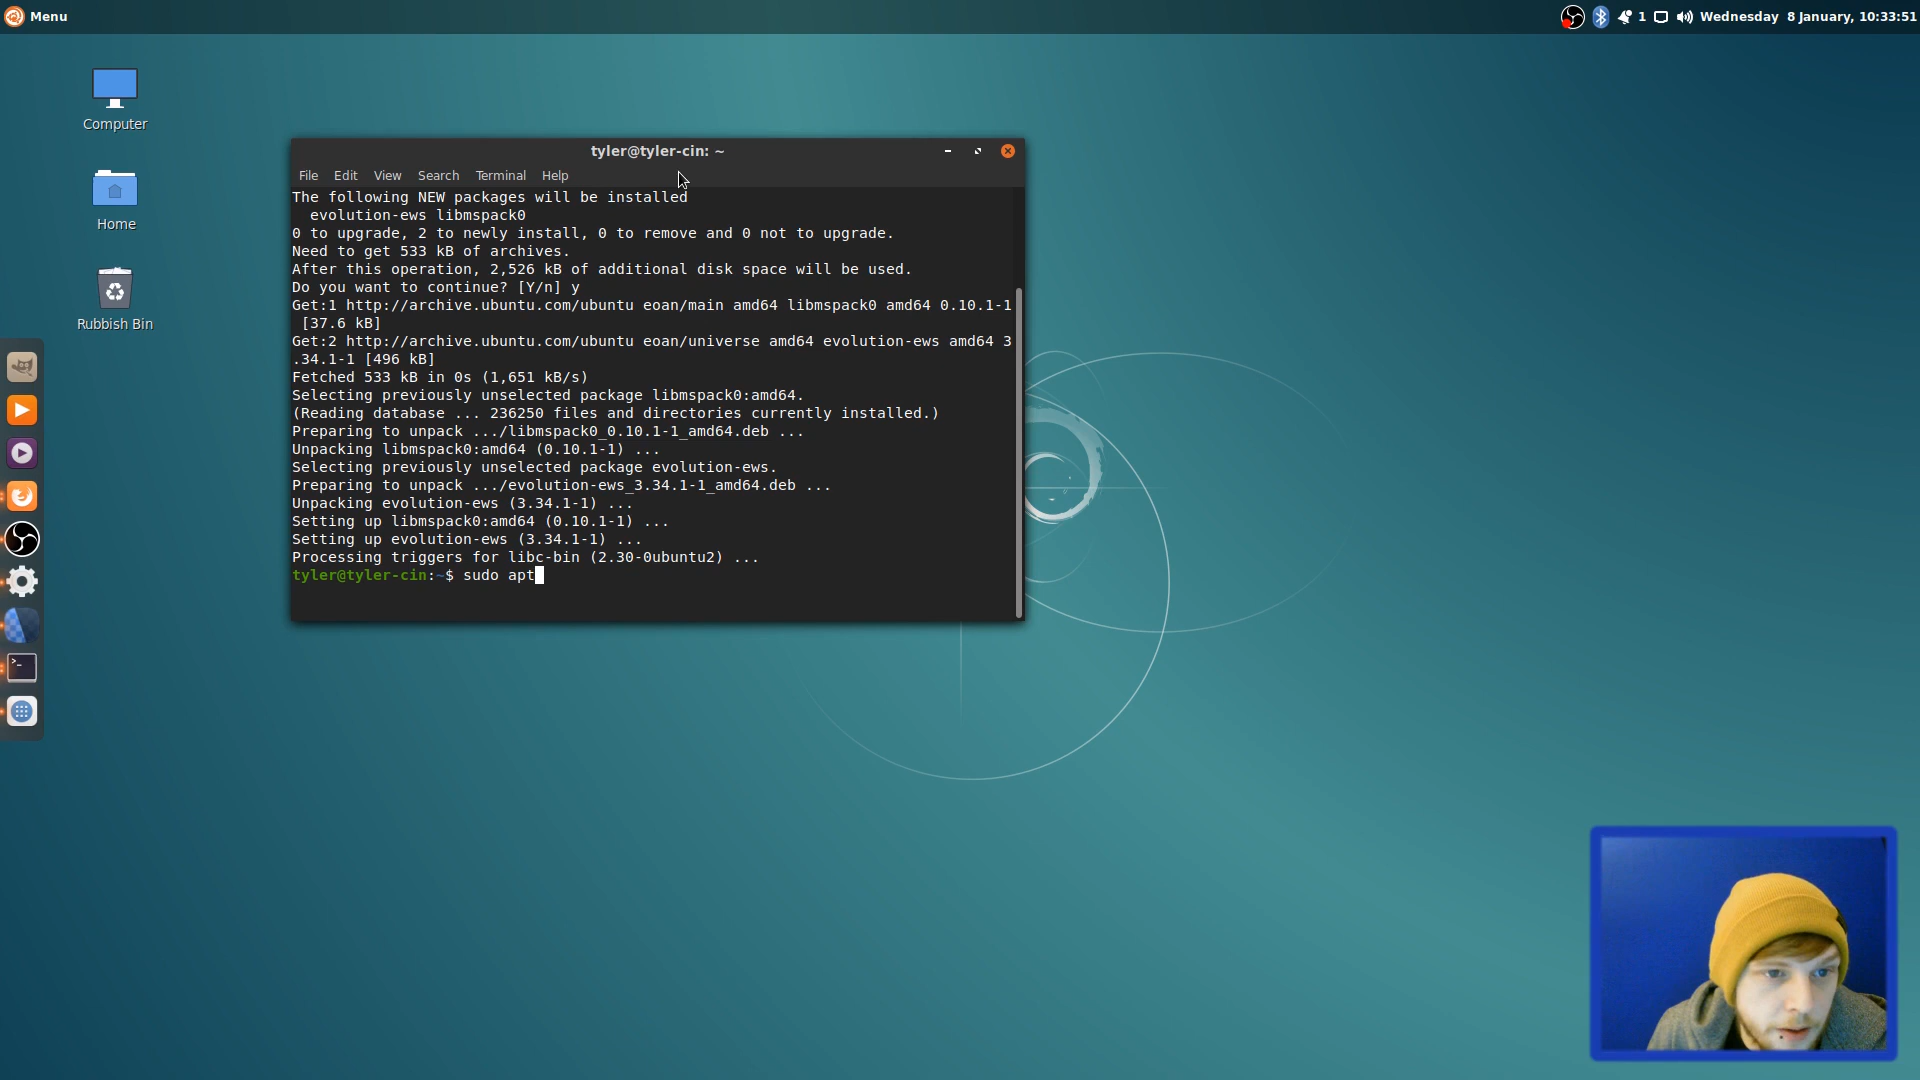 Menu
1
Wednesday 8 January, 10:33:51
Computer
Home
Rubbish Bin
tyler@tyler-cin: ~
File Edit View Search Terminal Help
The following NEW packages will be installed
evolution-ews libmspack0
0 to upgrade, 2 to newly install, 0 to remove and 0 not to upgrade.
Need to get 533 kB of archives.
After this operation, 2,526 kB of additional disk space will be used.
Do you want to continue? [Y/n] y
Get:1 http://archive.ubuntu.com/ubuntu eoan/main amd64 libmspack0 amd64 0.10.1-1
[37.6 kB]
Get:2 http://archive.ubuntu.com/ubuntu eoan/universe amd64 evolution-ews amd64 3
.34.1-1 [496 kB]
Fetched 533 kB in 0s (1,651 kB/s)
Selecting previously unselected package libmspack0:amd64.
(Reading database ... 236250 files and directories currently installed.)
Preparing to unpack .../libmspack0_0.10.1-1_amd64.deb ...
Unpacking libmspack0:amd64 (0.10.1-1) ...
Selecting previously unselected package evolution-ews.
Preparing to unpack .../evolution-ews_3.34.1-1_amd64.deb ...
Unpacking evolution-ews (3.34.1-1) ...
Setting up libmspack0:amd64 (0.10.1-1) ...
Setting up evolution-ews (3.34.1-1) ...
Processing triggers for libc-bin (2.30-0ubuntu2) ...
tyler@tyler-cin:~$ sudo apt